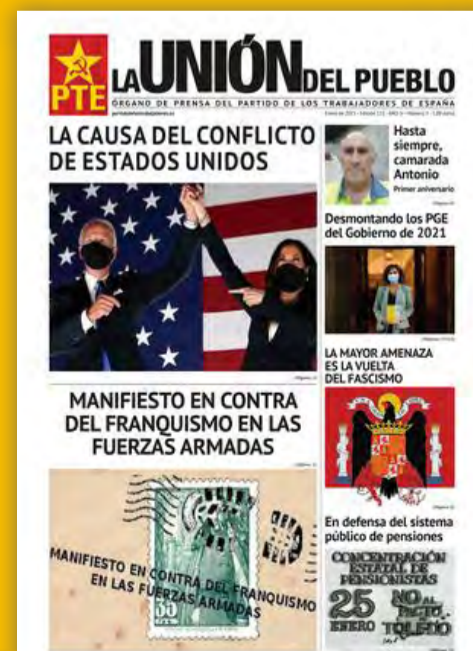 PTE
LA UNIÓN DEL PUEBLO
ÓRGANO DE PRENSA DEL PARTIDO DE LOS TRABAJADORES DE ESPAÑA
LA CAUSA DEL CONFLICTO
DE ESTADOS UNIDOS
Hasta
siempre,
camarada
Antonio
Primer aniversario
Desmontando los PGE
del Gobierno de 2021
LA MAYOR AMENAZA
ES LA VUELTA
DEL FASCISMO
MANIFIESTO EN CONTRA
DEL FRANQUISMO EN LAS
FUERZAS ARMADAS
MANIFIESTO EN CONTRA DEL FRANQUISMO
EN LAS FUERZAS ARMADAS
35
En defensa del sistema
público de pensiones
CONCENTRACIÓN
ESTATAL DE
PENSIONISTAS
25 NO AL
ENERO PACTO
TOLEDO